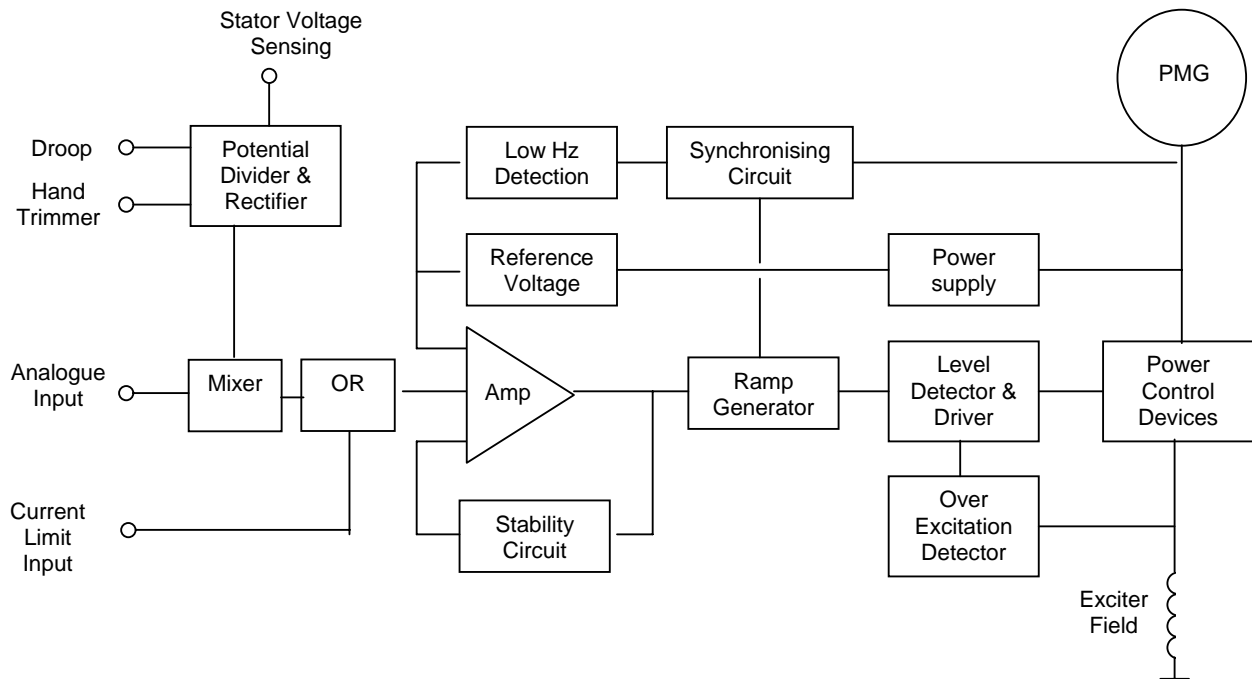 Stator Voltage
Sensing
PMG
Droop
Hand
Trimmer
Potential
Divider &
Rectifier
Low Hz
Detection
Synchronising
Circuit
Reference
Voltage
Power
supply
Analogue
Input
Mixer
OR
Amp
Ramp
Generator
Level
Detector &
Driver
Power
Control
Devices
Current
Limit
Input
Stability
Circuit
Over
Excitation
Detector
Exciter
Field